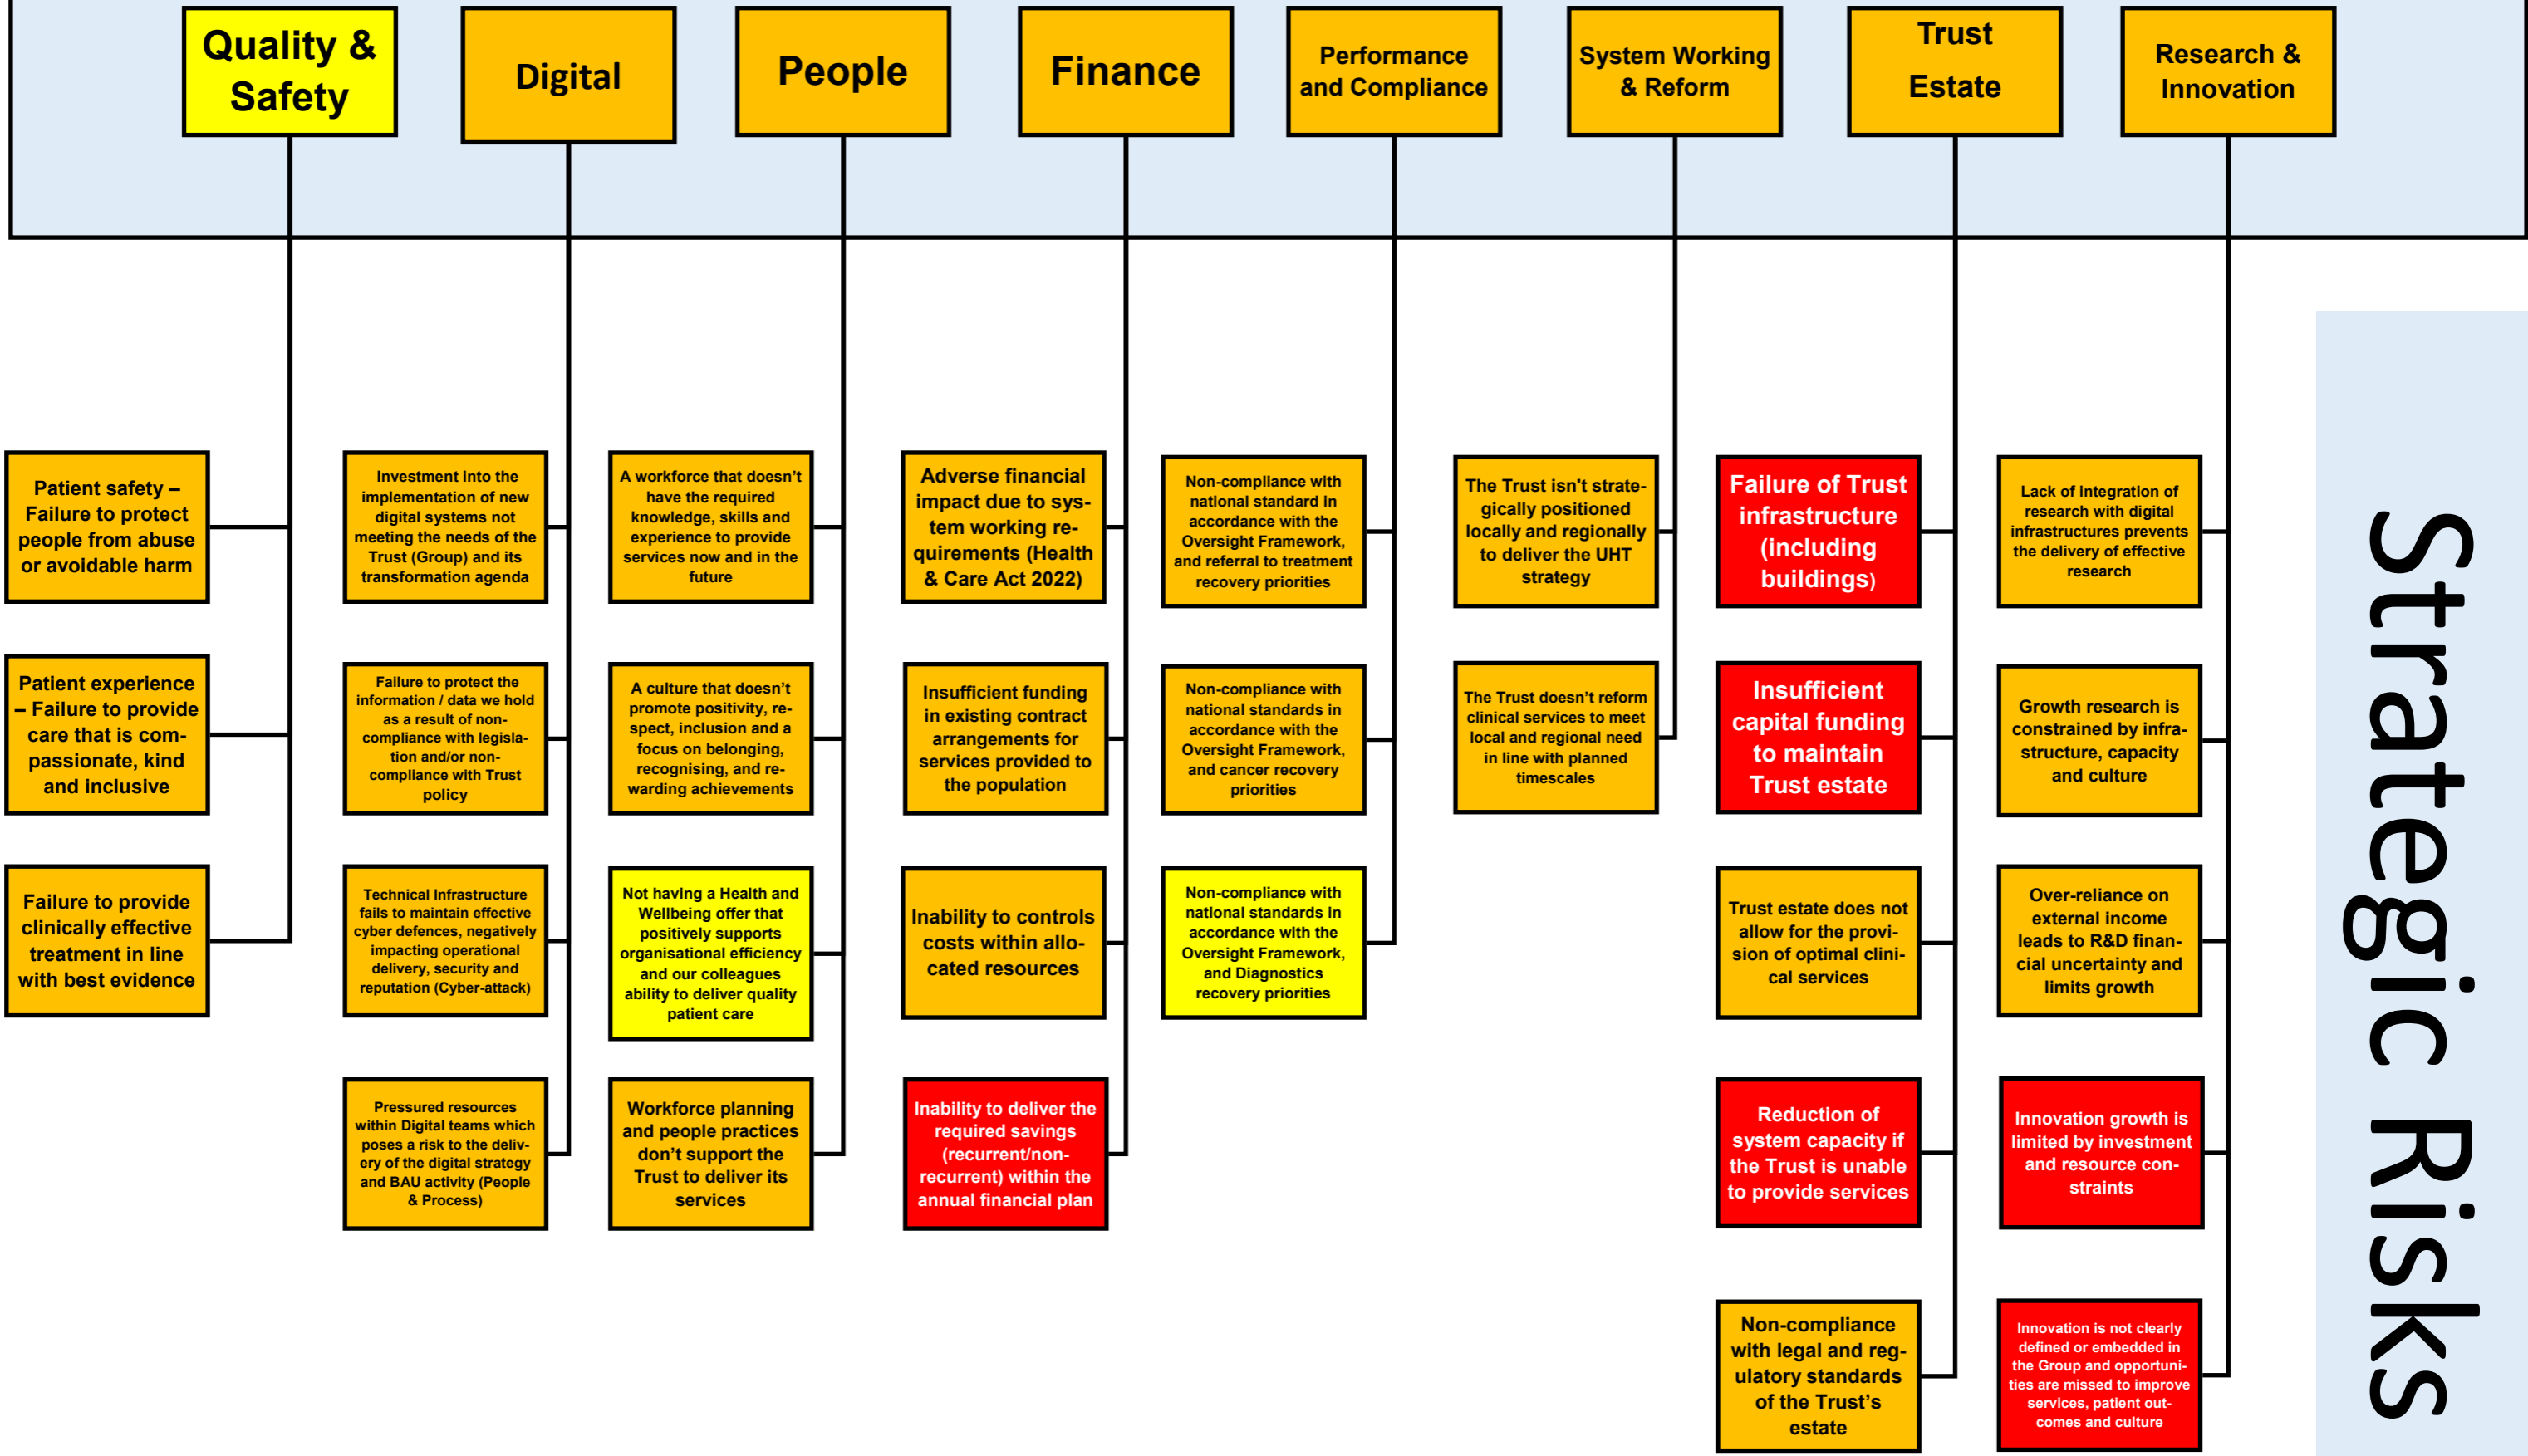 Quality &
Safety
Digital
People
Finance
Performance
and Compliance
System Working
& Reform
Trust
Estate
Research &
Innovation
Patient safety –
Failure to protect
people from abuse
or avoidable harm
Patient experience
– Failure to provide
care that is com-
passionate, kind
and inclusive
Failure to provide
clinically effective
treatment in line
with best evidence
Investment into the
implementation of new
digital systems not
meeting the needs of the
Trust (Group) and its
transformation agenda
Failure to protect the
information / data we hold
as a result of non-
compliance with legisla-
tion and/or non-
compliance with Trust
policy
Technical Infrastructure
fails to maintain effective
cyber defences, negatively
impacting operational
delivery, security and
reputation (Cyber-attack)
Pressured resources
within Digital teams which
poses a risk to the deliv-
ery of the digital strategy
and BAU activity (People
& Process)
A workforce that doesn’t
have the required
knowledge, skills and
experience to provide
services now and in the
future
A culture that doesn’t
promote positivity, re-
spect, inclusion and a
focus on belonging,
recognising, and re-
warding achievements
Not having a Health and
Wellbeing offer that
positively supports
organisational efficiency
and our colleagues
ability to deliver quality
patient care
Workforce planning
and people practices
don’t support the
Trust to deliver its
services
Adverse financial
impact due to sys-
tem working re-
quirements (Health
& Care Act 2022)
Insufficient funding
in existing contract
arrangements for
services provided to
the population
Inability to controls
costs within allo-
cated resources
Inability to deliver the
required savings
(recurrent/non-
recurrent) within the
annual financial plan
Non-compliance with
national standard in
accordance with the
Oversight Framework,
and referral to treatment
recovery priorities
Non-compliance with
national standards in
accordance with the
Oversight Framework,
and cancer recovery
priorities
Non-compliance with
national standards in
accordance with the
Oversight Framework,
and Diagnostics
recovery priorities
The Trust isn't strate-
gically positioned
locally and regionally
to deliver the UHT
strategy
The Trust doesn’t reform
clinical services to meet
local and regional need
in line with planned
timescales
Failure of Trust
infrastructure
(including
buildings)
Insufficient
capital funding
to maintain
Trust estate
Trust estate does not
allow for the provi-
sion of optimal clini-
cal services
Reduction of
system capacity if
the Trust is unable
to provide services
Non-compliance
with legal and reg-
ulatory standards
of the Trust’s
estate
Lack of integration of
research with digital
infrastructures prevents
the delivery of effective
research
Growth research is
constrained by infra-
structure, capacity
and culture
Over-reliance on
external income
leads to R&D finan-
cial uncertainty and
limits growth
Innovation growth is
limited by investment
and resource con-
straints
Innovation is not clearly
defined or embedded in
the Group and opportuni-
ties are missed to improve
services, patient out-
comes and culture
Strategic Risks